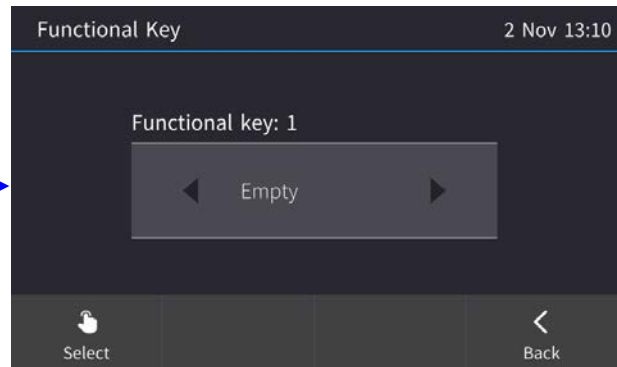 Functional Key 2 Nov 13:10
Functional key: 1
Empty
Select Back